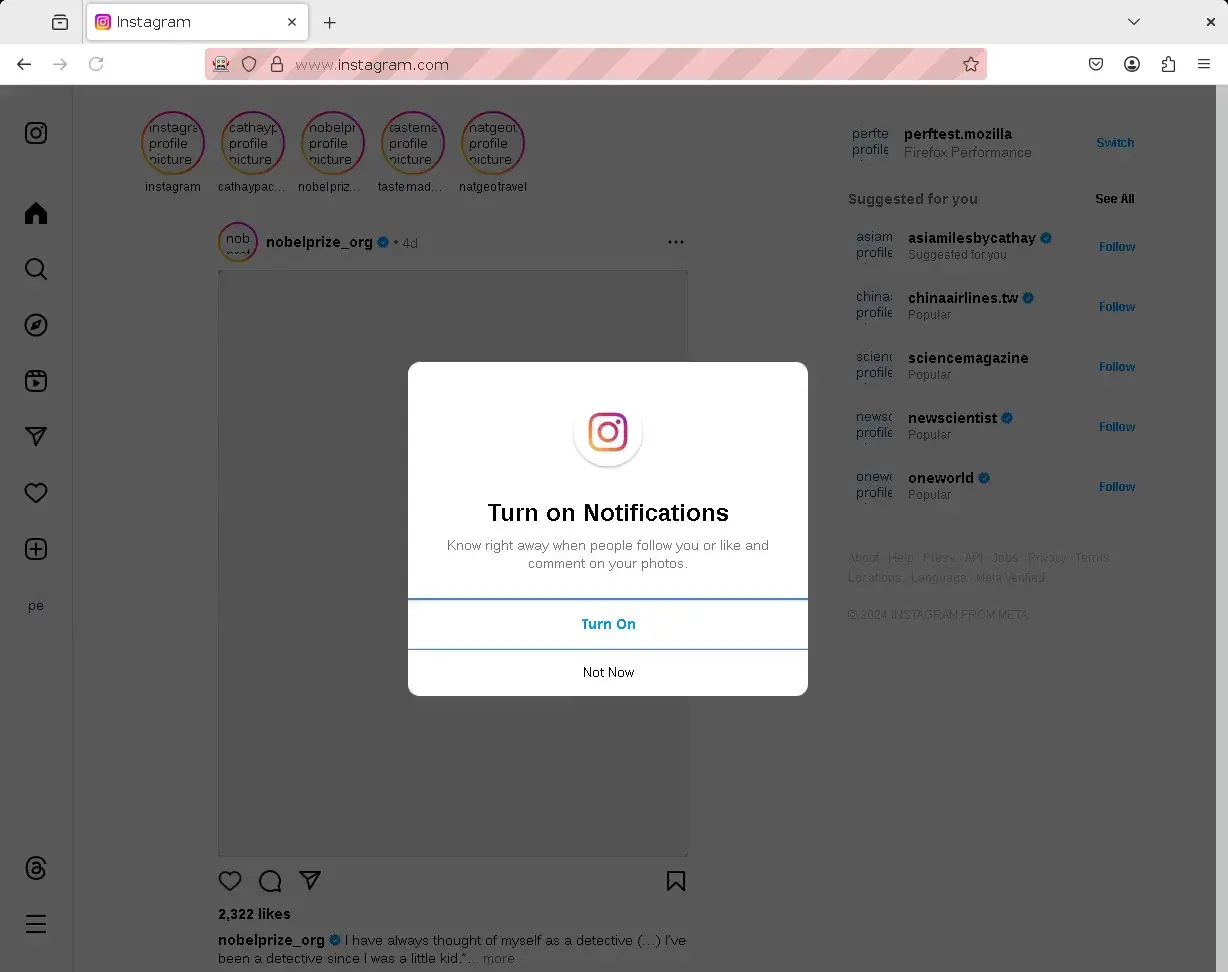 Instagram
www.instagram.com
instagra
profile
picture
cathayp
profile
picture
nobelpr
profile
picture
tastema
profile
picture
natgeot
profile
picture
instagram
cathaypac...
nobelpriz...
tastemad...
natgeotravel
nobelprize_org • 4d
perfte
profile
perftest.mozilla
Firefox Performance
Switch
Suggested for you
See All
asiam
profile
asiamilesbycathay
Suggested for you
Follow
china
profile
chinaairlines.tw
Popular
Follow
scienc
profile
sciencemagazine
Popular
Follow
newsc
profile
newscientist
Popular
Follow
onewo
profile
oneworld
Popular
Follow
About · Help · Press · API · Jobs · Privacy · Terms ·
Locations · Language · Meta Verified
© 2024 INSTAGRAM FROM META
pe
Turn on Notifications
Know right away when people follow you or like and
comment on your photos.
Turn On
Not Now
2,322 likes
nobelprize_org I have always thought of myself as a detective (...) I've
been a detective since I was a little kid."... more